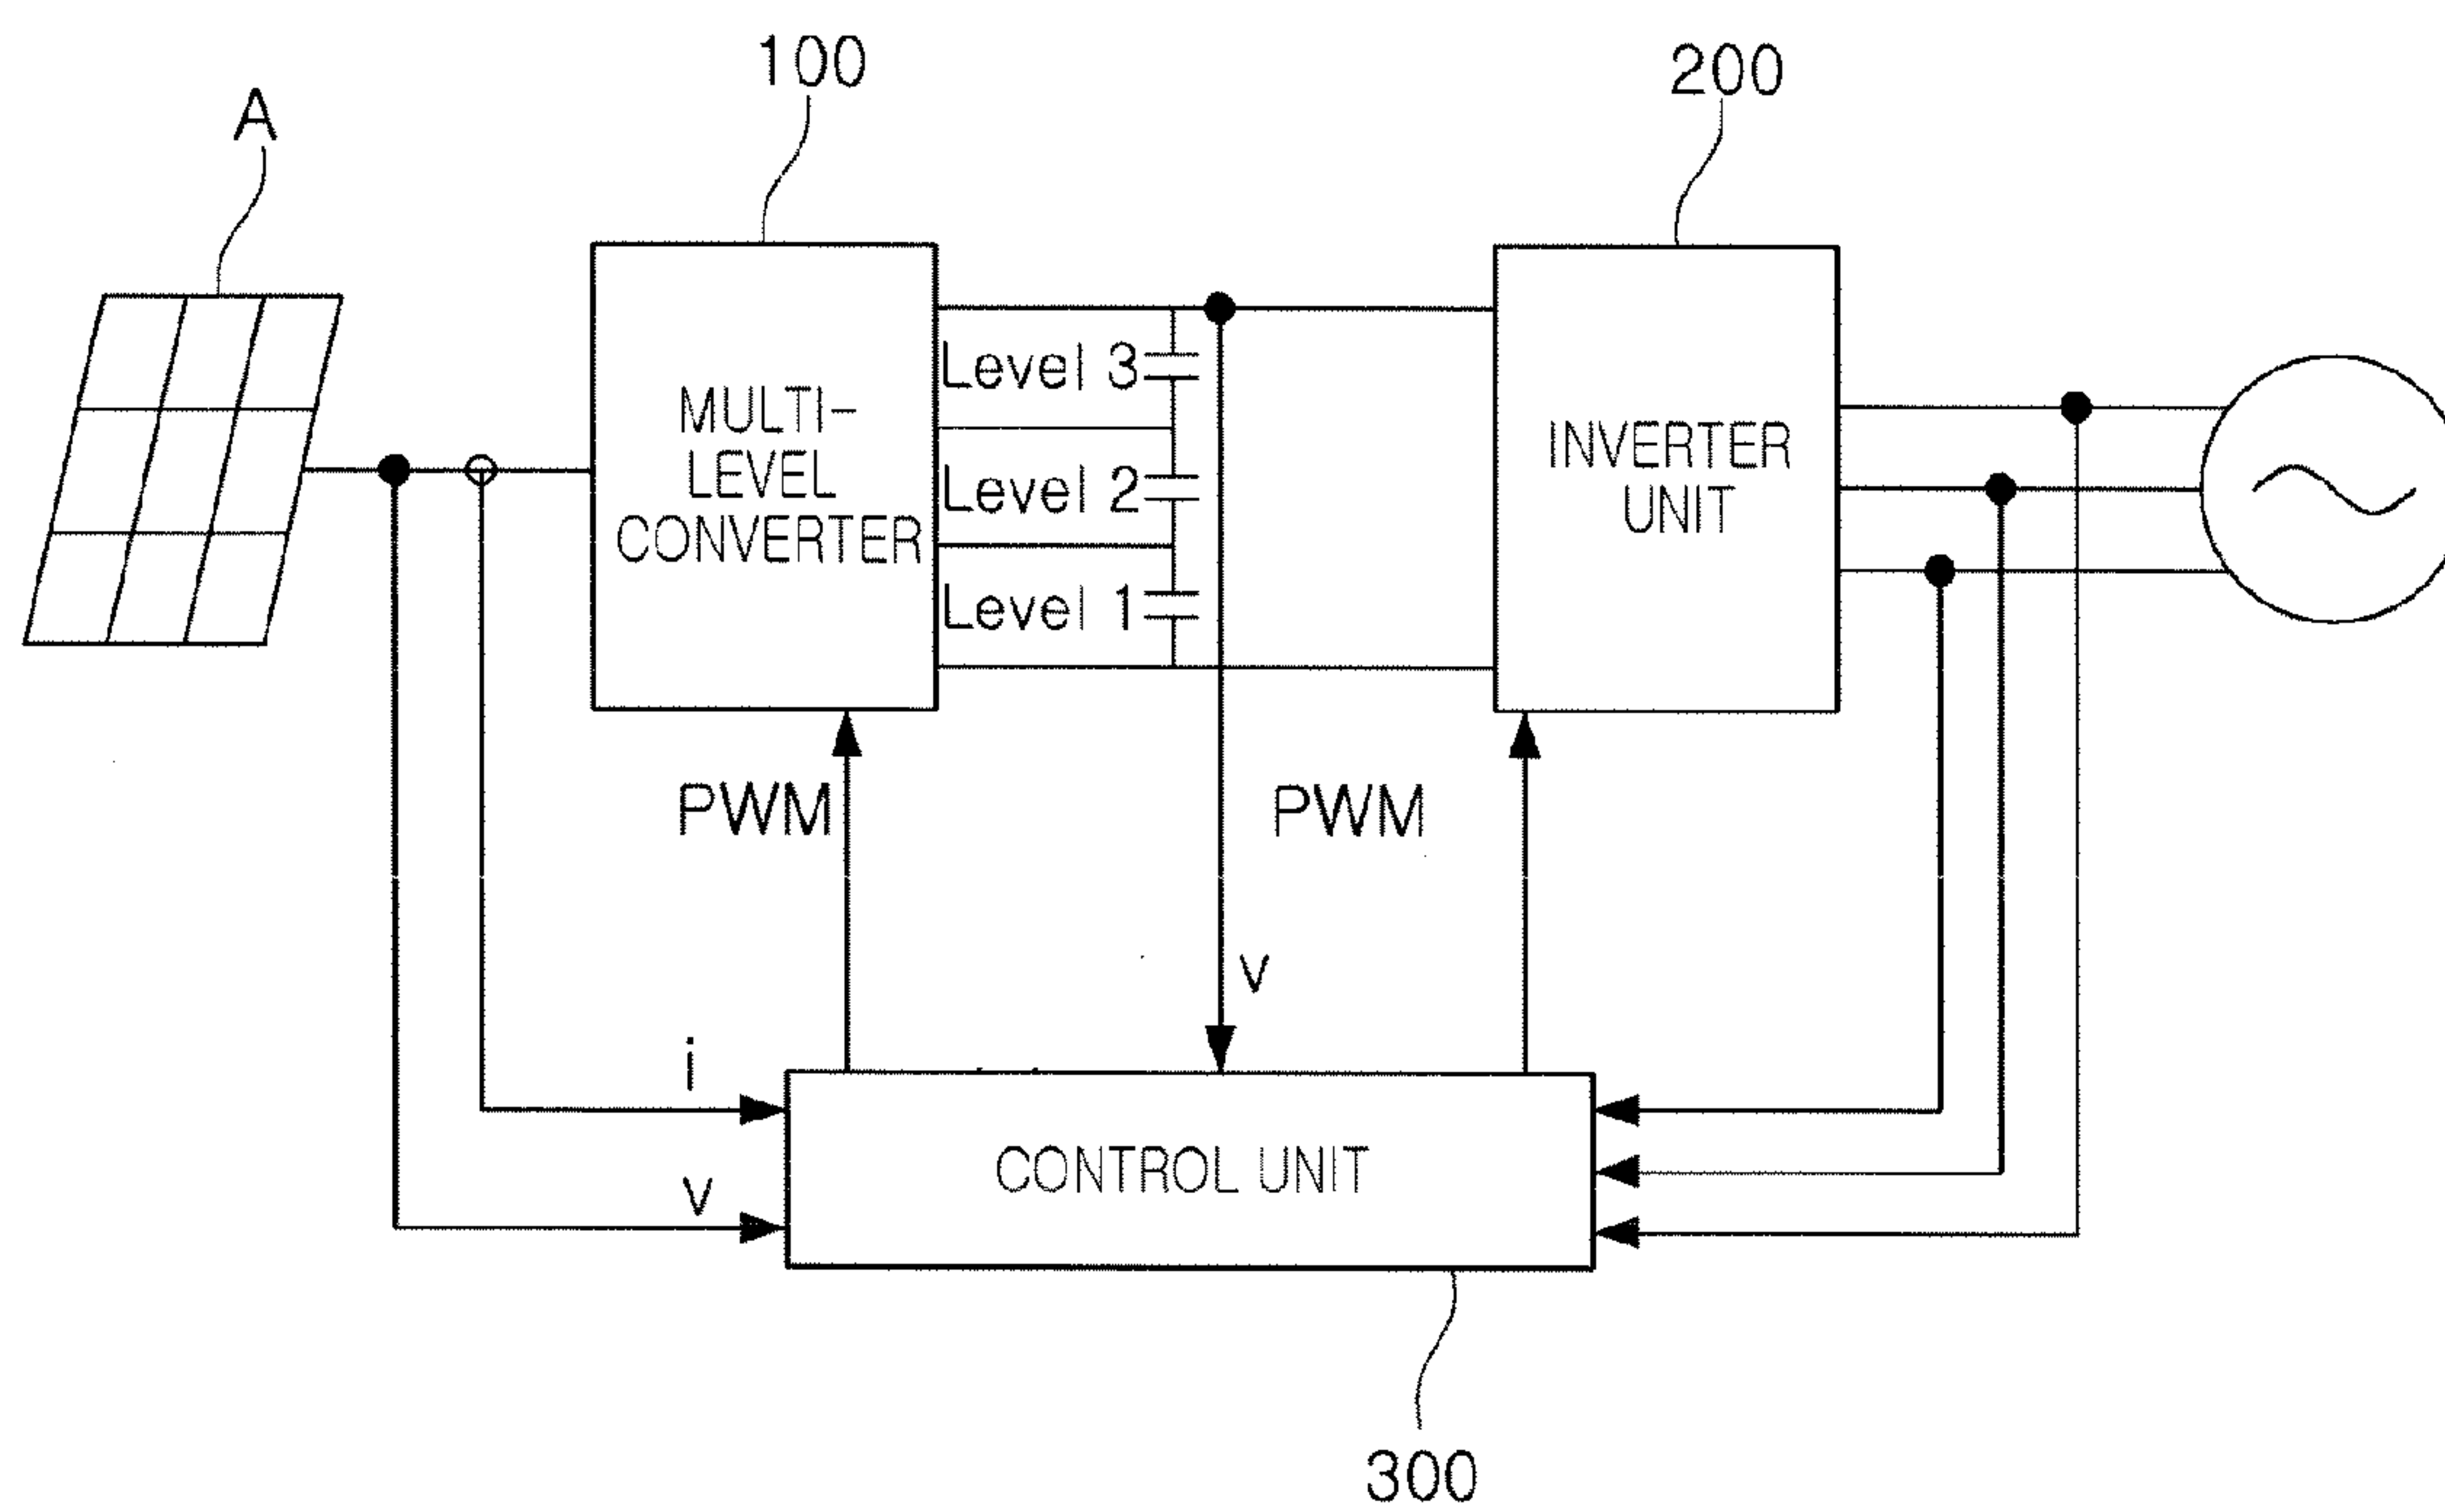 100
200
A
MULTI-
LEVEL
CONVERTER
Level 3
Level 2
Level 1
INVERTER
UNIT
PWM
PWM
v
i
v
CONTROL UNIT
300